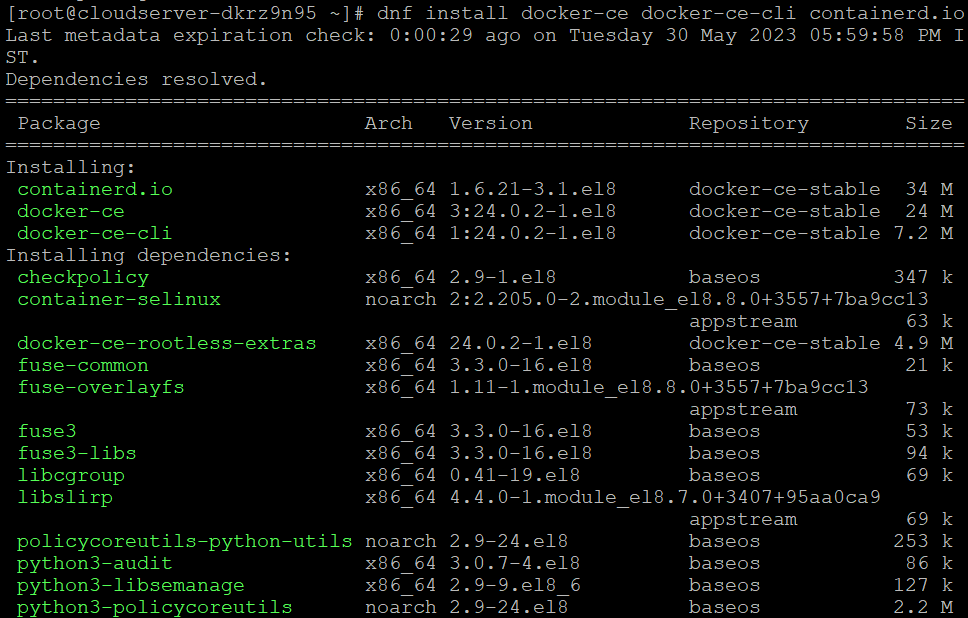 [root@cloudserver-dkrz9n95 ~]# dnf install docker-ce docker-ce-cli containerd.io
Last metadata expiration check: 0:00:29 ago on Tuesday 30 May 2023 05:59:58 PM I
ST.
Dependencies resolved.
================================================================================
 Package                      Arch   Version             Repository        Size
================================================================================
Installing:
 containerd.io                x86_64 1.6.21-3.1.el8      docker-ce-stable  34 M
 docker-ce                    x86_64 3:24.0.2-1.el8      docker-ce-stable  24 M
 docker-ce-cli                x86_64 1:24.0.2-1.el8      docker-ce-stable 7.2 M
Installing dependencies:
 checkpolicy                  x86_64 2.9-1.el8           baseos           347 k
 container-selinux            noarch 2:2.205.0-2.module_el8.8.0+3557+7ba9cc13
                                                         appstream         63 k
 docker-ce-rootless-extras    x86_64 24.0.2-1.el8        docker-ce-stable 4.9 M
 fuse-common                  x86_64 3.3.0-16.el8        baseos            21 k
 fuse-overlayfs               x86_64 1.11-1.module_el8.8.0+3557+7ba9cc13
                                                         appstream         73 k
 fuse3                        x86_64 3.3.0-16.el8        baseos            53 k
 fuse3-libs                   x86_64 3.3.0-16.el8        baseos            94 k
 libcgroup                    x86_64 0.41-19.el8         baseos            69 k
 libslirp                     x86_64 4.4.0-1.module_el8.7.0+3407+95aa0ca9
                                                         appstream         69 k
 policycoreutils-python-utils noarch 2.9-24.el8          baseos           253 k
 python3-audit                x86_64 3.0.7-4.el8         baseos            86 k
 python3-libsemanage          x86_64 2.9-9.el8_6         baseos           127 k
 python3-policycoreutils      noarch 2.9-24.el8          baseos           2.2 M